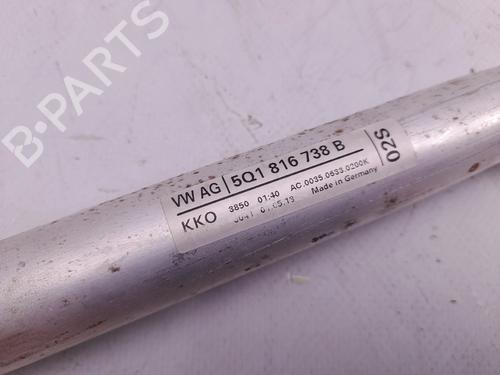 B-PARTS
VW AG 5Q1 816 738 B
KKO 3850 01:40 AC.0035.0633.0200K
Made in Germany
02S